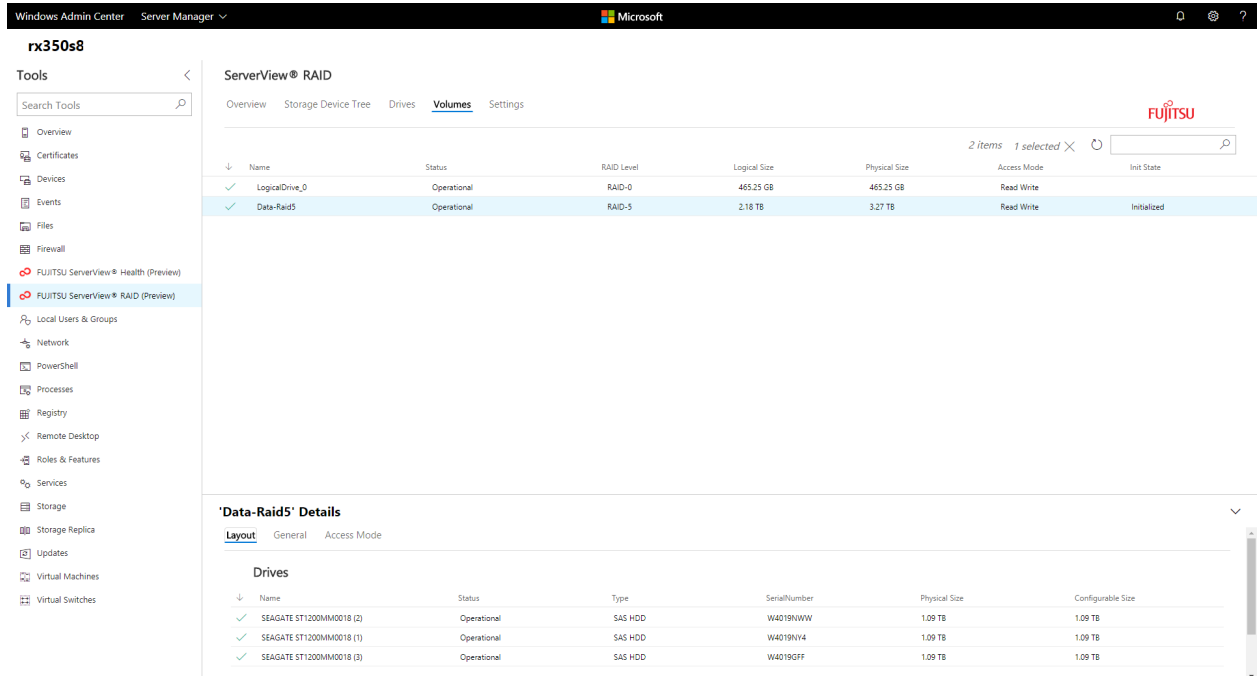 Windows Admin Center Server Manager Microsoft ?
rx350s8
Tools
Search Tools
Overview
Certificates
Devices
Events
Files
Firewall
FUJITSU ServerView® Health (Preview)
FUJITSU ServerView® RAID (Preview)
Local Users & Groups
Network
PowerShell
Processes
Registry
Remote Desktop
Roles & Features
Services
Storage
Storage Replica
Updates
Virtual Machines
Virtual Switches
ServerView® RAID
Overview Storage Device Tree Drives Volumes Settings
FUJITSU
2 items 1 selected
Name Status RAID Level Logical Size Physical Size Access Mode Init State
LogicalDrive_0 Operational RAID-0 465.25 GB 465.25 GB Read Write
Data-Raid5 Operational RAID-5 2.18 TB 3.27 TB Read Write Initialized
'Data-Raid5' Details
Layout General Access Mode
Drives
Name Status Type SerialNumber Physical Size Configurable Size
SEAGATE ST1200MM0018 (2) Operational SAS HDD W4019NWW 1.09 TB 1.09 TB
SEAGATE ST1200MM0018 (1) Operational SAS HDD W4019NY4 1.09 TB 1.09 TB
SEAGATE ST1200MM0018 (3) Operational SAS HDD W4019GFF 1.09 TB 1.09 TB